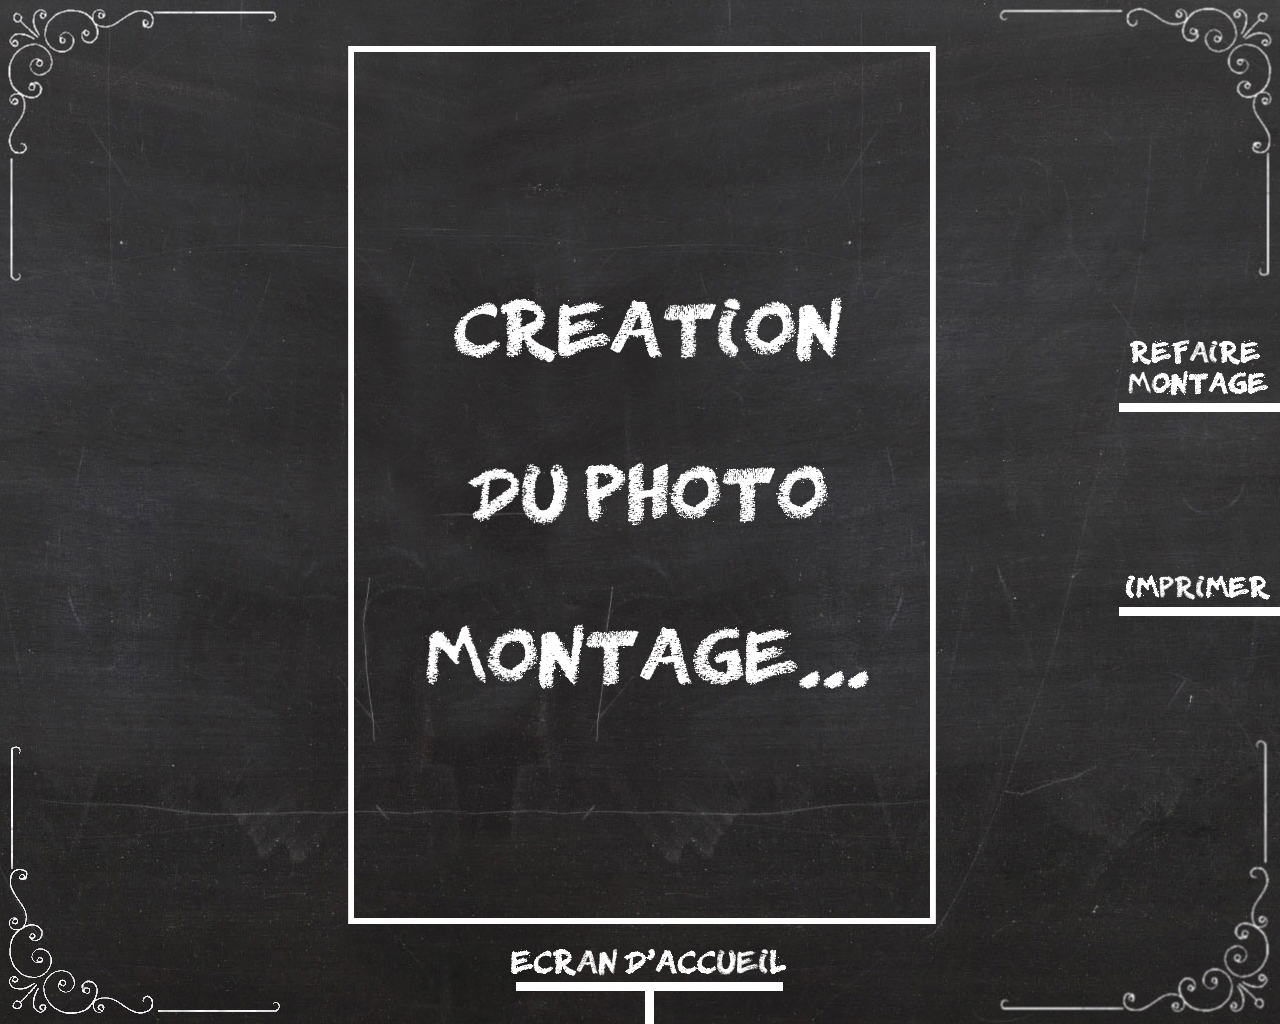 CREATION
DU PHOTO
MONTAGE...
REFAIRE
MONTAGE
IMPRIMER
ECRAN D'ACCUEIL